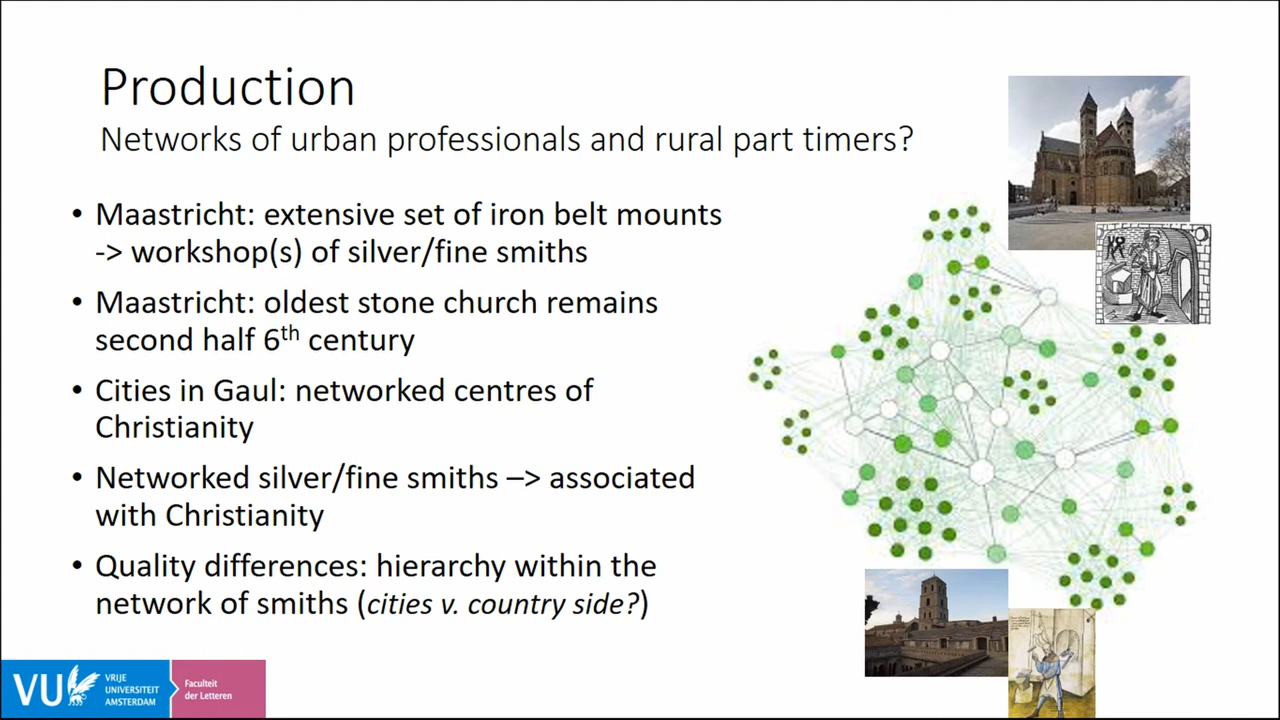 Production
Networks of urban professionals and rural part timers?
• Maastricht: extensive set of iron belt mounts
-> workshop(s) of silver/fine smiths
• Maastricht: oldest stone church remains
second half 6th century
• Cities in Gaul: networked centres of
Christianity
• Networked silver/fine smiths –> associated
with Christianity
• Quality differences: hierarchy within the
network of smiths (cities v. country side?)
VU
VRIJE
UNIVERSITEIT
AMSTERDAM
Faculteit
der Letteren